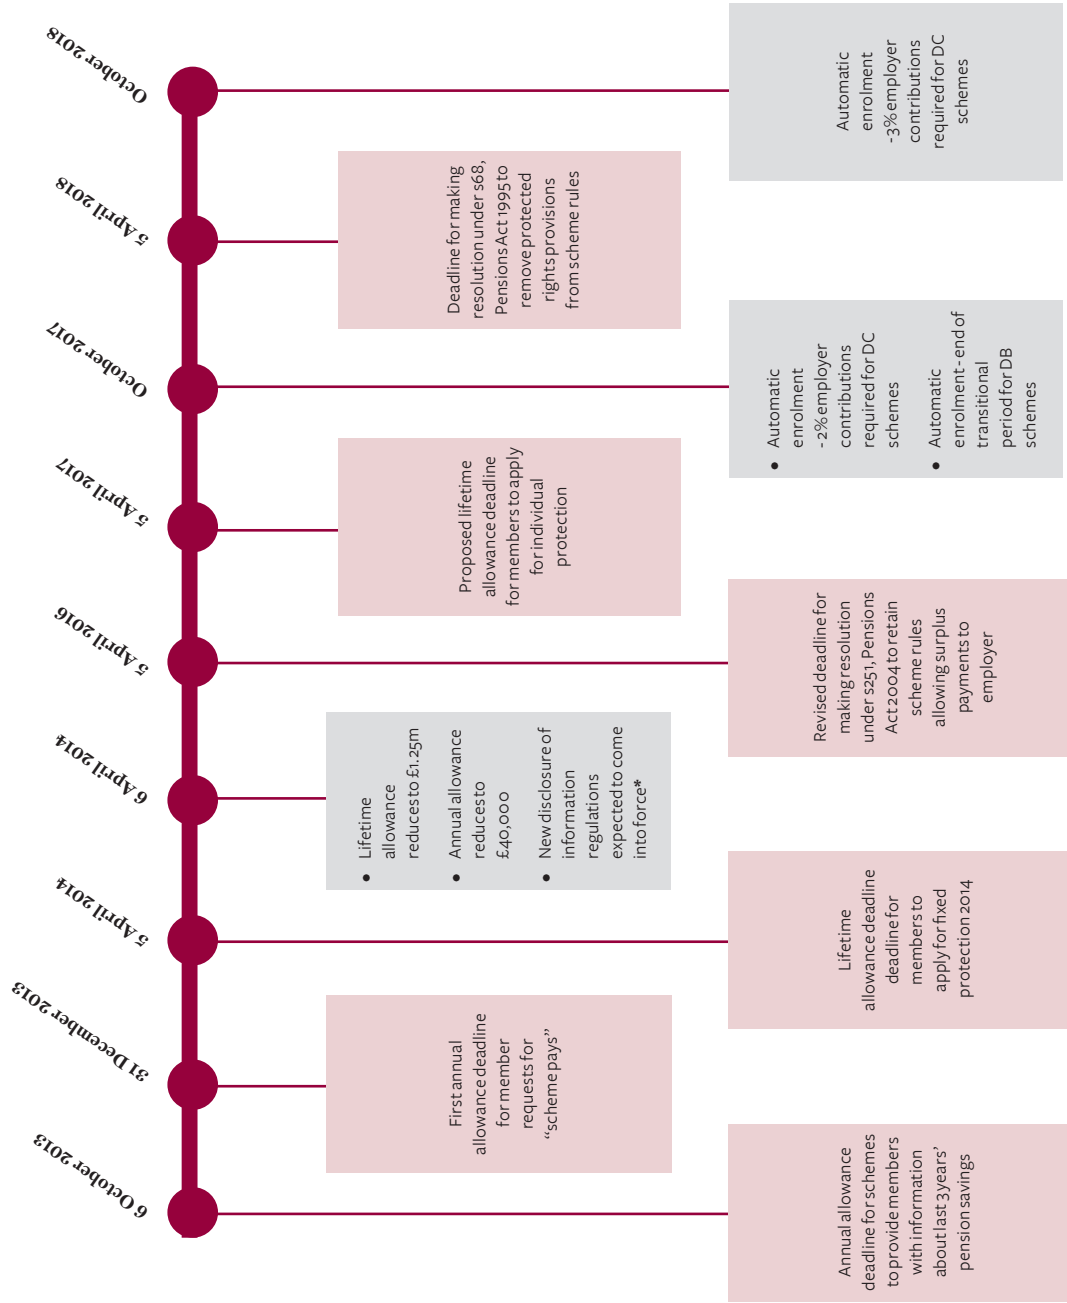 6 October 2013
31 December 2013
5 April 2014
6 April 2014
5 April 2016
5 April 2017
October 2017
5 April 2018
October 2018
First annual
allowance deadline
for member
requests for
“scheme pays”
• Lifetime
allowance
reduces to £1.25m
• Annual allowance
reduces to
£40,000
• New disclosure of
information
regulations
expected to come
into force*
Proposed lifetime
allowance deadline
for members to apply
for individual
protection
Deadline for making
resolution under s68,
Pensions Act 1995 to
remove protected
rights provisions
from scheme rules
Annual allowance
deadline for schemes
to provide members
with information
about last 3 years’
pension savings
Lifetime
allowance deadline
deadline for
members to
apply for fixed
protection 2014
Revised deadline for
making resolution
under s251, Pensions
Act 2004 to retain
scheme rules
allowing surplus
payments to
employer
• Automatic
enrolment
- 2% employer
contributions
required for DC
schemes
• Automatic
enrolment - end of
transitional
period for DB
schemes
Automatic
enrolment
-3% employer
contributions
required for DC
schemes